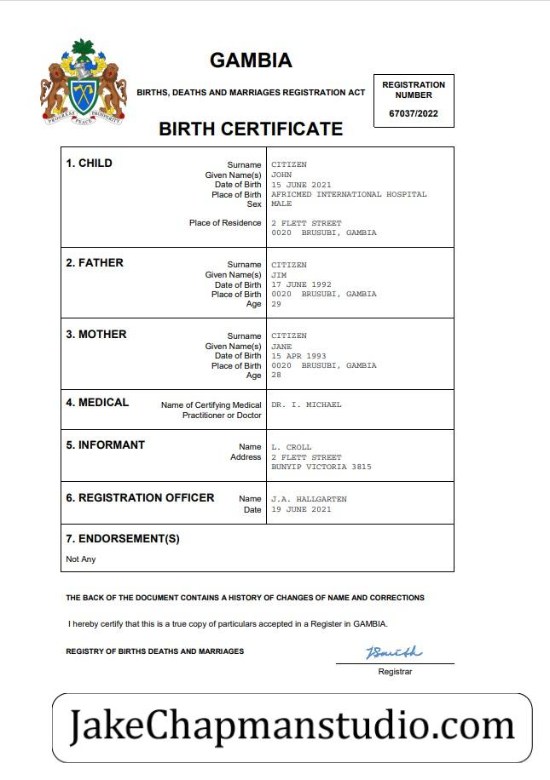 GAMBIA
BIRTHS, DEATHS AND MARRIAGES REGISTRATION ACT
REGISTRATION
NUMBER
67037/2022
PROGRESS PEACE PROSPERITY
BIRTH CERTIFICATE
1. CHILD
Surname CITIZEN
Given Name(s) JOHN
Date of Birth 15 JUNE 2021
Place of Birth AFRICMED INTERNATIONAL HOSPITAL
Sex MALE
Place of Residence 2 FLETT STREET
0020 BRUSUBI, GAMBIA
2. FATHER
Surname CITIZEN
Given Name(s) JIM
Date of Birth 17 JUNE 1992
Place of Birth 0020 BRUSUBI, GAMBIA
Age 29
3. MOTHER
Surname CITIZEN
Given Name(s) JANE
Date of Birth 15 APR 1993
Place of Birth 0020 BRUSUBI, GAMBIA
Age 28
4. MEDICAL
Name of Certifying Medical DR. I. MICHAEL
Practitioner or Doctor
5. INFORMANT
Name L. CROLL
Address 2 FLETT STREET
BUNYIP VICTORIA 3815
6. REGISTRATION OFFICER
Name J.A. HALLGARTEN
Date 19 JUNE 2021
7. ENDORSEMENT(S)
Not Any
THE BACK OF THE DOCUMENT CONTAINS A HISTORY OF CHANGES OF NAME AND CORRECTIONS
I hereby certify that this is a true copy of particulars accepted in a Register in GAMBIA.
REGISTRY OF BIRTHS DEATHS AND MARRIAGES
JSmith
Registrar
JakeChapmanstudio.com